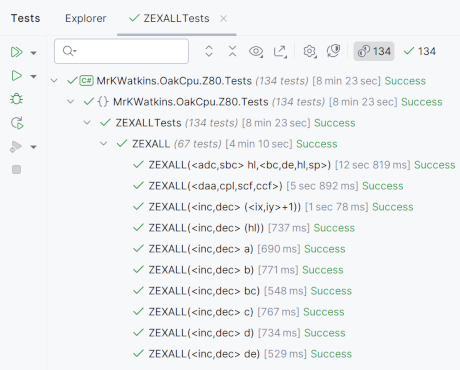 Tests Explorer ZEXALLTests ×
134 134
C# MrKWatkins.OakCpu.Z80.Tests (134 tests) [8 min 23 sec] Success
{} MrKWatkins.OakCpu.Z80.Tests (134 tests) [8 min 23 sec] Success
ZEXALLTests (134 tests) [8 min 23 sec] Success
ZEXALL (67 tests) [4 min 10 sec] Success
ZEXALL(<adc,sbc> hl,<bc,de,hl,sp>) [12 sec 819 ms] Success
ZEXALL(<daa,cpl,scf,ccf>) [5 sec 892 ms] Success
ZEXALL(<inc,dec> (<ix,iy>+1)) [1 sec 78 ms] Success
ZEXALL(<inc,dec> (hl)) [737 ms] Success
ZEXALL(<inc,dec> a) [690 ms] Success
ZEXALL(<inc,dec> b) [771 ms] Success
ZEXALL(<inc,dec> bc) [548 ms] Success
ZEXALL(<inc,dec> c) [767 ms] Success
ZEXALL(<inc,dec> d) [734 ms] Success
ZEXALL(<inc,dec> de) [529 ms] Success